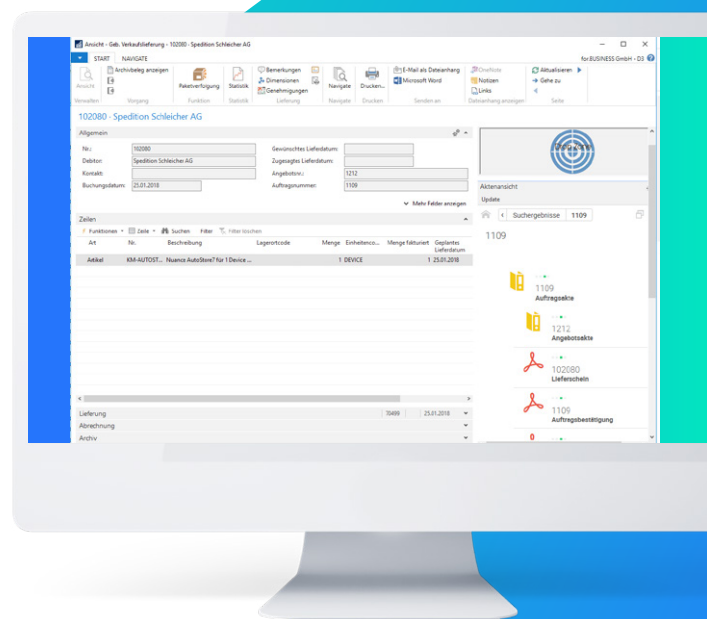 Ansicht - Geb. Verkaufslieferung - 102080 · Spedition Schleicher AG
START NAVIGATE
for:BUSINESS GmbH - D3
Ansicht
Archivbeleg anzeigen
Paketverfolgung
Statistik
Bemerkungen
Dimensionen
Genehmigungen
Navigate
Drucken...
E-Mail als Dateianhang
Microsoft Word
OneNote
Notizen
Links
Aktualisieren
Gehe zu
Verwalten Vorgang Funktion Statistik Lieferung Navigate Drucken Senden an Dateianhang anzeigen Seite
102080 · Spedition Schleicher AG
Allgemein
Nr.: 102080
Debitor: Spedition Schleicher AG
Kontakt:
Buchungsdatum: 25.01.2018
Gewünschtes Lieferdatum:
Zugesagtes Lieferdatum:
Angebotsnr.: 1212
Auftragsnummer: 1109
Mehr Felder anzeigen
Zeilen
Funktionen Zeile Suchen Filter Filter löschen
Art Nr. Beschreibung Lagerortcode Menge Einheitenco... Menge fakturiert Geplantes Lieferdatum
Artikel KM-AUTOST... Nuance AutoStore7 für 1 Device ... 1 DEVICE 1 25.01.2018
Lieferung 70499 25.01.2018
Abrechnung
Archiv
Drop Zone
Aktenansicht
Update
Suchergebnisse 1109
1109
1109
Auftragsakte
1212
Angebotsakte
102080
Lieferschein
1109
Auftragsbestätigung